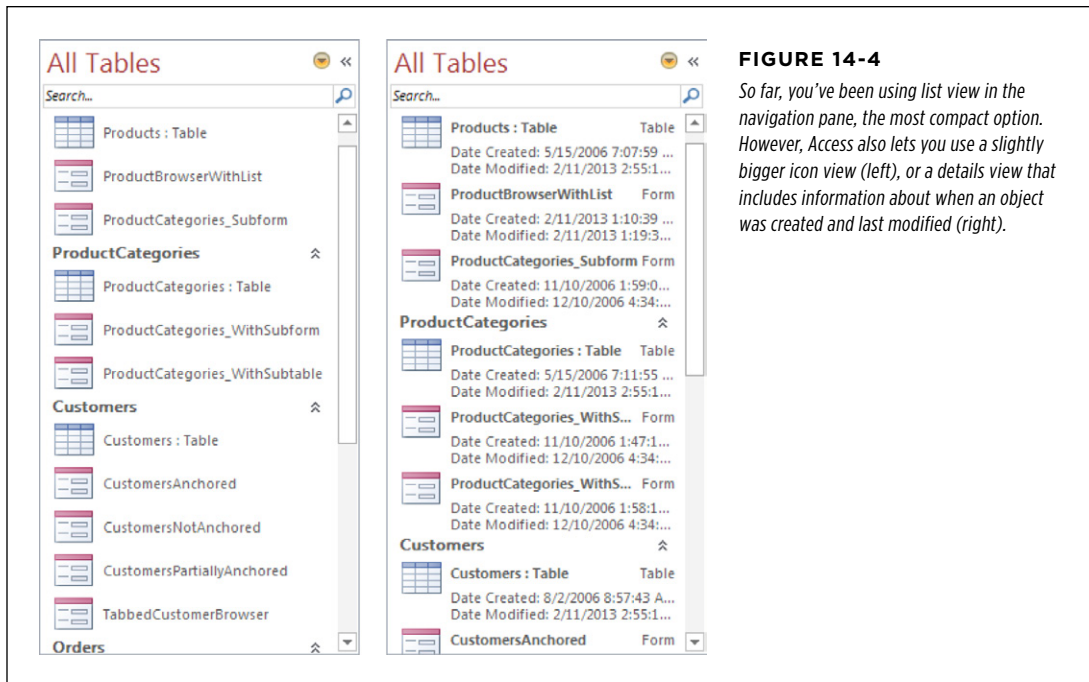 All Tables
Search...
Products : Table
ProductBrowserWithList
ProductCategories_Subform
ProductCategories
ProductCategories : Table
ProductCategories_WithSubform
ProductCategories_WithSubtable
Customers
Customers : Table
CustomersAnchored
CustomersNotAnchored
CustomersPartiallyAnchored
TabbedCustomerBrowser
Orders
All Tables
Search...
Products : Table Table
Date Created: 5/15/2006 7:07:59 ...
Date Modified: 2/11/2013 2:55:1...
ProductBrowserWithList Form
Date Created: 2/11/2013 1:10:39 ...
Date Modified: 2/11/2013 1:19:3...
ProductCategories_Subform Form
Date Created: 11/10/2006 1:59:0...
Date Modified: 12/10/2006 4:34:...
ProductCategories
ProductCategories : Table Table
Date Created: 5/15/2006 7:11:55 ...
Date Modified: 2/11/2013 2:55:1...
ProductCategories_WithS... Form
Date Created: 11/10/2006 1:47:1...
Date Modified: 12/10/2006 4:34:...
ProductCategories_WithS... Form
Date Created: 11/10/2006 1:58:1...
Date Modified: 12/10/2006 4:34:...
Customers
Customers : Table Table
Date Created: 8/2/2006 8:57:43 A...
Date Modified: 2/11/2013 2:55:1...
CustomersAnchored Form
FIGURE 14-4
So far, you've been using list view in the
navigation pane, the most compact option.
However, Access also lets you use a slightly
bigger icon view (left), or a details view that
includes information about when an object
was created and last modified (right).